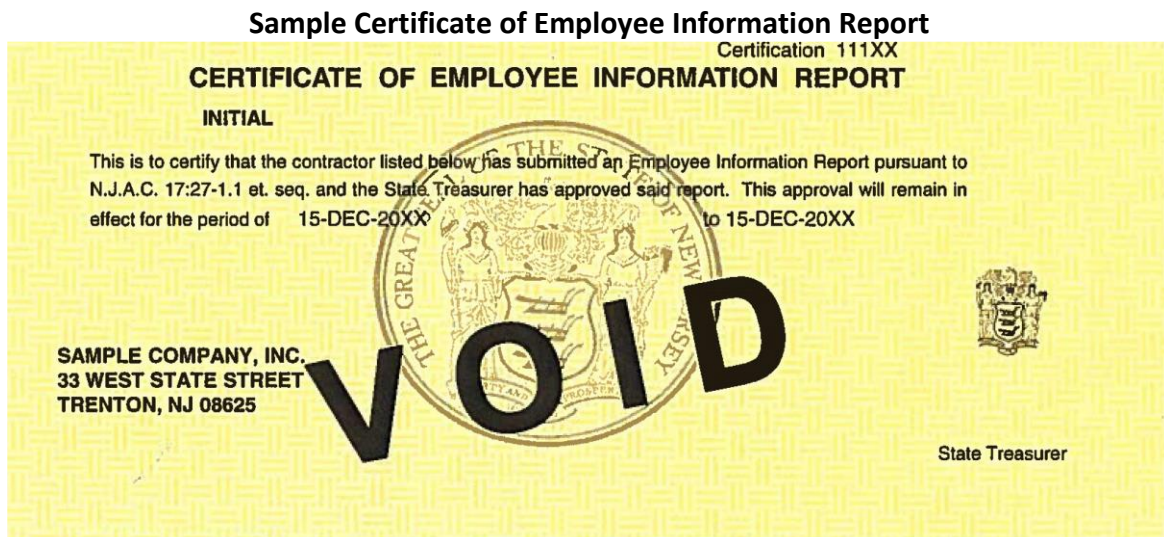 Sample Certificate of Employee Information Report
Certification 111XX
CERTIFICATE OF EMPLOYEE INFORMATION REPORT
INITIAL
This is to certify that the contractor listed below has submitted an Employee Information Report pursuant to
N.J.A.C. 17:27-1.1 et. seq. and the State Treasurer has approved said report. This approval will remain in
effect for the period of 15-DEC-20XX to 15-DEC-20XX
THE GREAT SEAL OF THE STATE OF NEW JERSEY
VOID
SAMPLE COMPANY, INC.
33 WEST STATE STREET
TRENTON, NJ 08625
State Treasurer